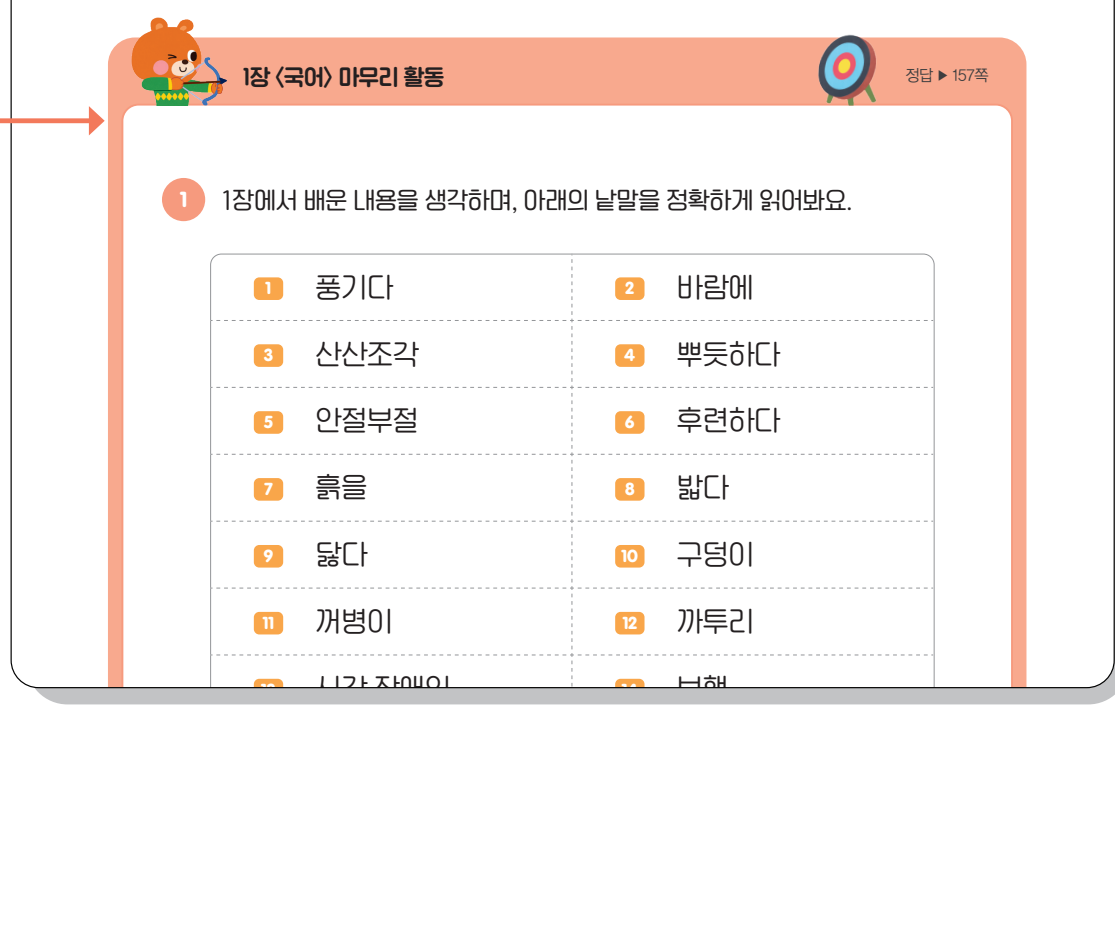 1장 〈국어〉 마무리 활동
정답 ▶ 157쪽
1 1장에서 배운 내용을 생각하며, 아래의 낱말을 정확하게 읽어봐요.
1 풍기다 2 바람에
3 산산조각 4 뿌듯하다
5 안절부절 6 후련하다
7 흙을 8 밟다
9 닳다 10 구덩이
11 꺼병이 12 까투리